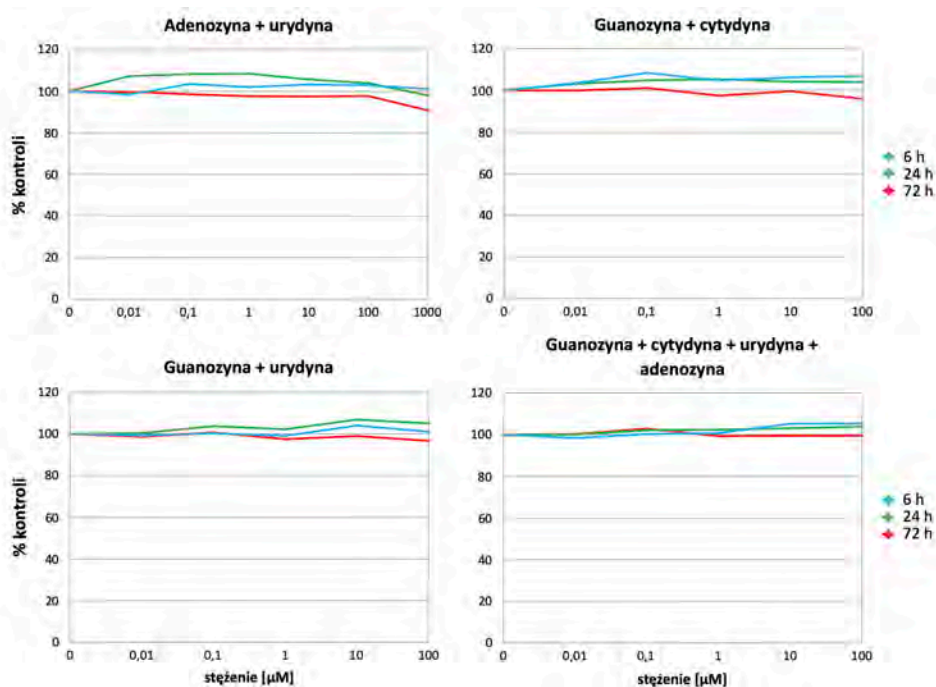 Adenozyna + urydyna
120
100
80
60
40
20
0
% kontroli
0 0,01 0,1 1 10 100 1000
Guanozyna + cytydyna
120
100
80
60
40
20
0
0 0,01 0,1 1 10 100
6 h
24 h
72 h
Guanozyna + urydyna
120
100
80
60
40
20
0
% kontroli
0 0,01 0,1 1 10 100
stężenie [µM]
Guanozyna + cytydyna + urydyna +
adenozyna
120
100
80
60
40
20
0
0 0,01 0,1 1 10 100
stężenie [µM]
6 h
24 h
72 h